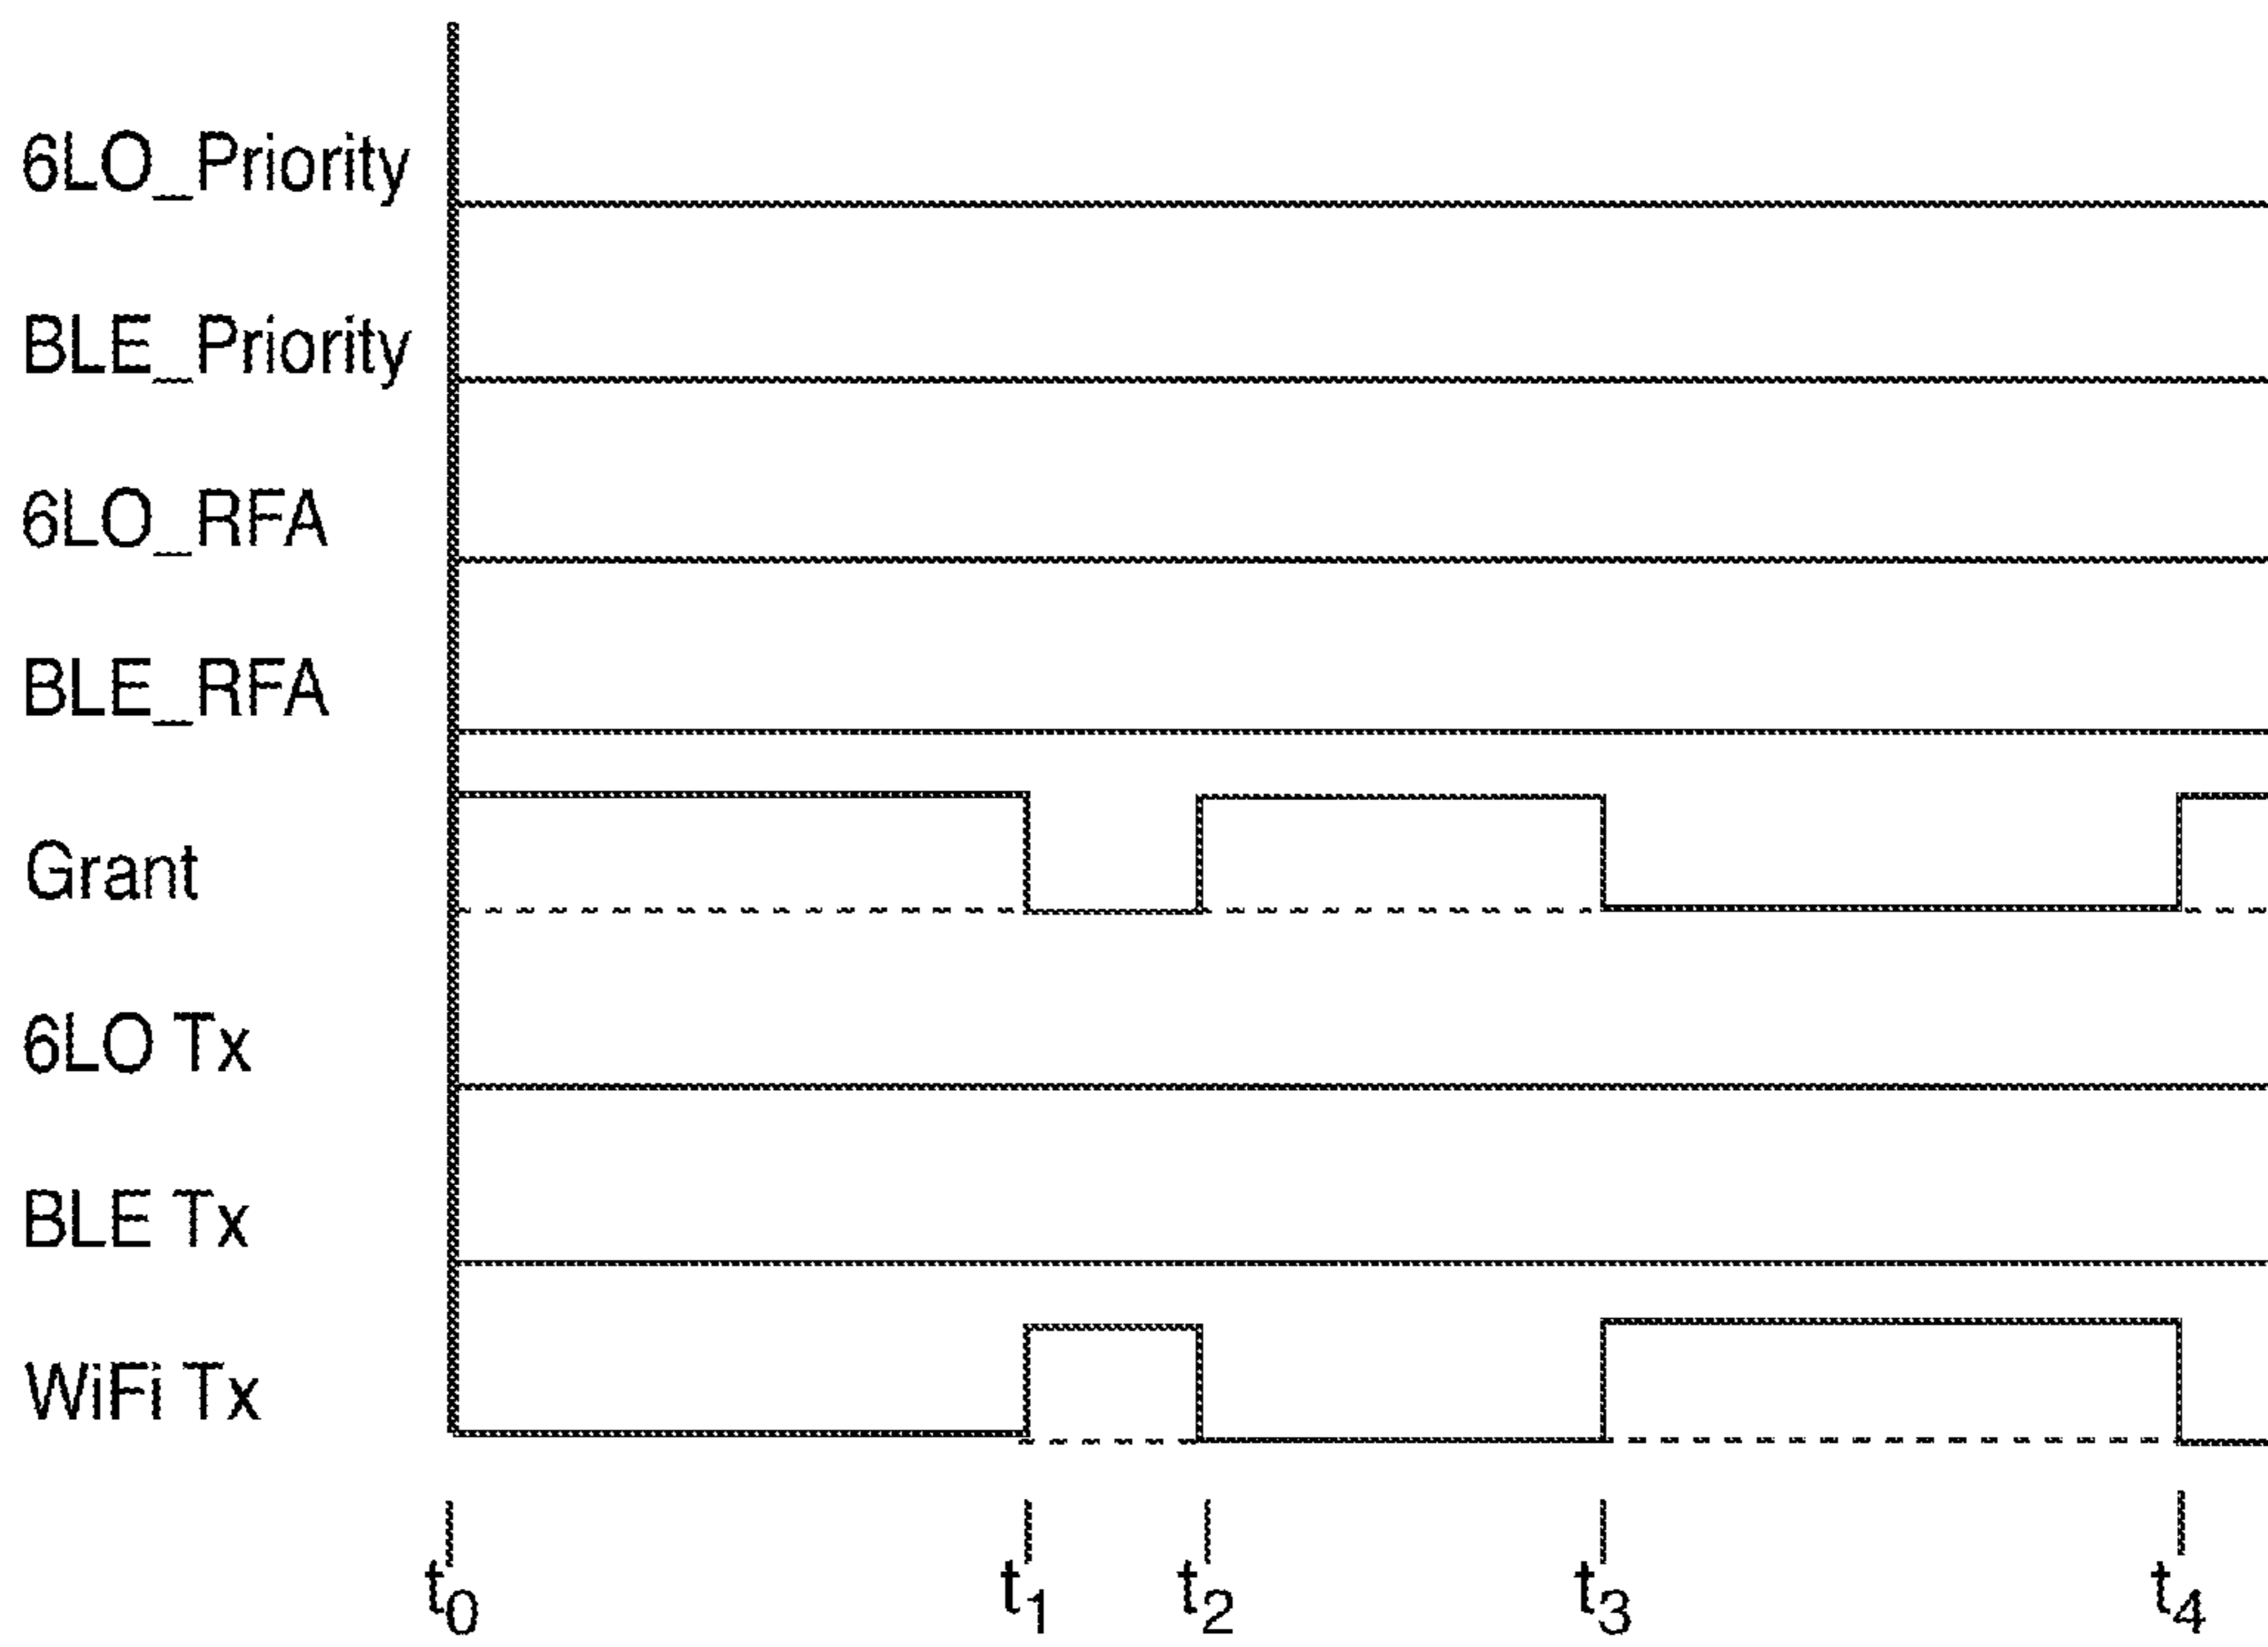 6LO_Priority
BLE_Priority
6LO_RFA
BLE_RFA
Grant
6LO Tx
BLE Tx
WiFi Tx
t0 t1 t2 t3 t4